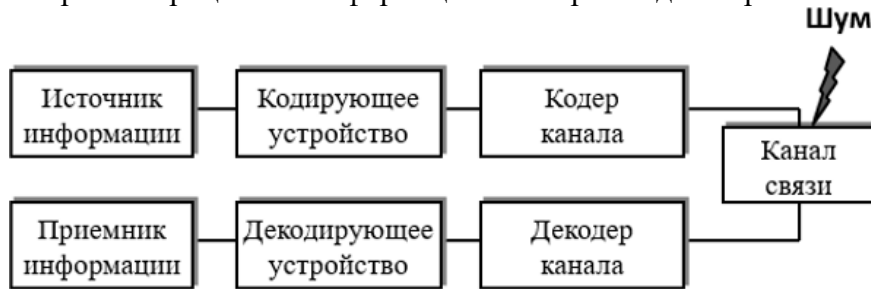 Шум
Источник
информации
Кодирующее
устройство
Кодер
канала
Канал
связи
Приемник
информации
Декодирующее
устройство
Декодер
канала